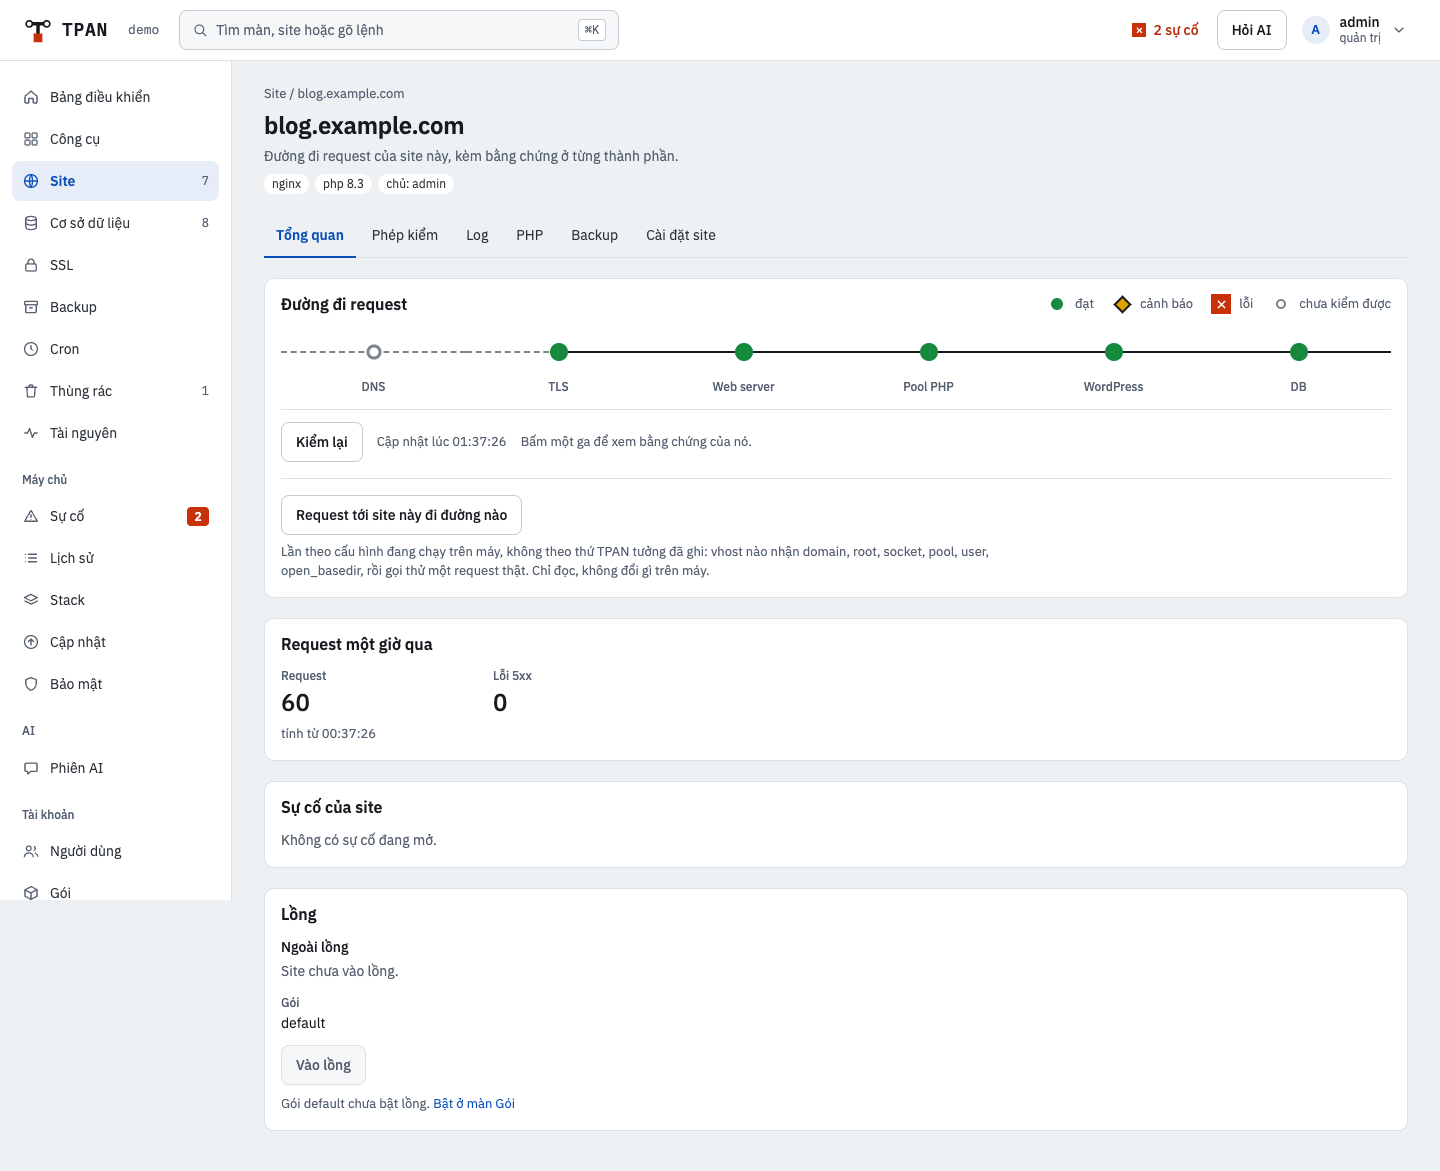 TPAN
demo
Tìm màn, site hoặc gõ lệnh
⌘K
2 sự cố
Hỏi AI
A
admin
quản trị
Bảng điều khiển
Công cụ
Site
7
Cơ sở dữ liệu
8
SSL
Backup
Cron
Thùng rác
1
Tài nguyên
Máy chủ
Sự cố
2
Lịch sử
Stack
Cập nhật
Bảo mật
AI
Phiên AI
Tài khoản
Người dùng
Gói
Site / blog.example.com
blog.example.com
Đường đi request của site này, kèm bằng chứng ở từng thành phần.
nginx
php 8.3
chủ: admin
Tổng quan
Phép kiểm
Log
PHP
Backup
Cài đặt site
Đường đi request
đạt
cảnh báo
lỗi
chưa kiểm được
DNS
TLS
Web server
Pool PHP
WordPress
DB
Kiểm lại
Cập nhật lúc 01:37:26
Bấm một ga để xem bằng chứng của nó.
Request tới site này đi đường nào
Lần theo cấu hình đang chạy trên máy, không theo thứ TPAN tưởng đã ghi: vhost nào nhận domain, root, socket, pool, user,
open_basedir, rồi gọi thử một request thật. Chỉ đọc, không đổi gì trên máy.
Request một giờ qua
Request
Lỗi 5xx
60
0
tính từ 00:37:26
Sự cố của site
Không có sự cố đang mở.
Lồng
Ngoài lồng
Site chưa vào lồng.
Gói
default
Vào lồng
Gói default chưa bật lồng. Bật ở màn Gói